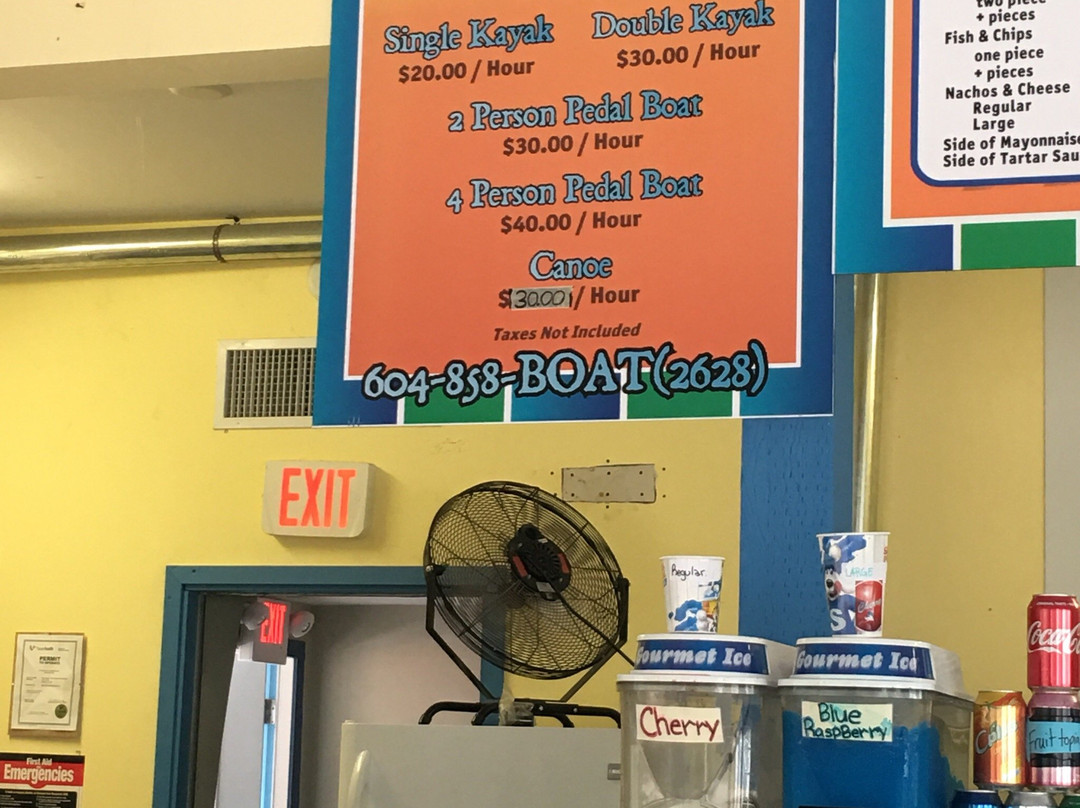 Single Kayak
$20.00 / Hour
Double Kayak
$30.00 / Hour
2 Person Pedal Boat
$30.00 / Hour
4 Person Pedal Boat
$40.00 / Hour
Canoe
$30.00 / Hour
Taxes Not Included
604-858-BOAT(2628)
two piece
+ pieces
Fish & Chips
one piece
+ pieces
Nachos & Cheese
Regular
Large
Side of Mayonnaise
Side of Tartar Sau
EXIT
EXIT
PERMIT
First Aid
Emergencies
Regular
LARGE
Gourmet Ice
Gourmet Ice
Cherry
Blue
RaspBerry
Coca-Co
Fruit topia